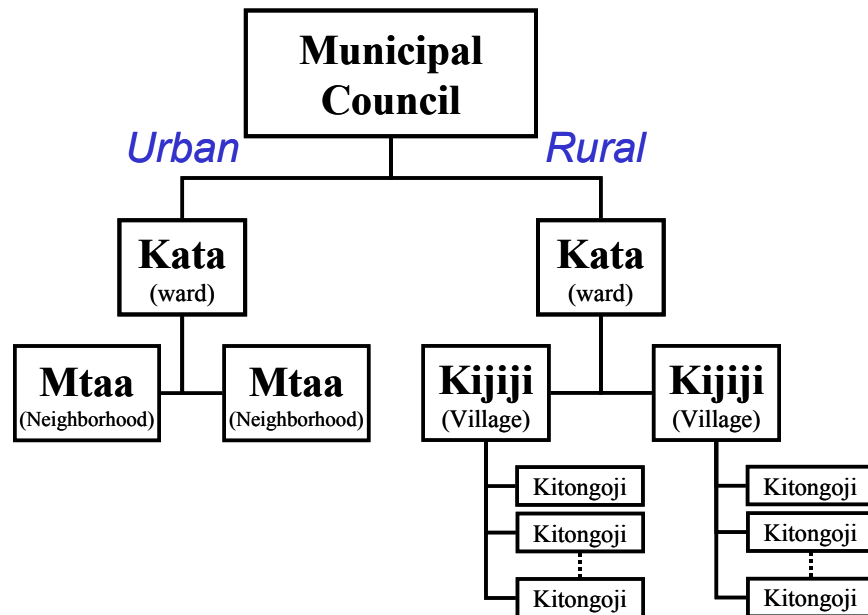 Municipal
Council
Urban
Rural
Kata
(ward)
Kata
(ward)
Mtaa
(Neighborhood)
Mtaa
(Neighborhood)
Kijiji
(Village)
Kijiji
(Village)
Kitongoji
Kitongoji
Kitongoji
Kitongoji
Kitongoji
Kitongoji